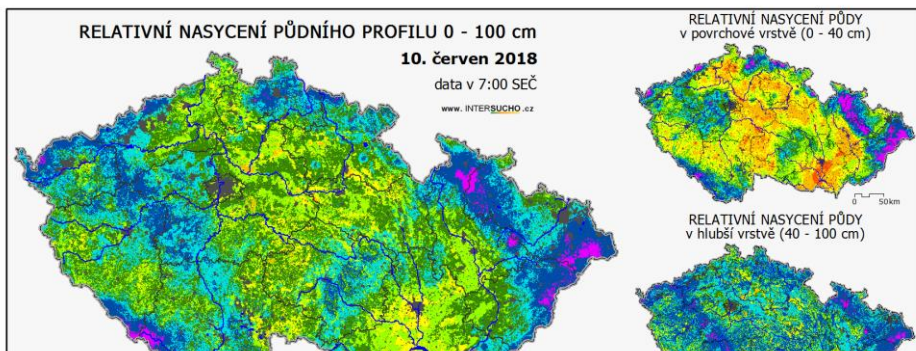 RELATIVNÍ NASYCENÍ PŮDNÍHO PROFILU 0 - 100 cm
10. červen 2018
data v 7:00 SEČ
www. INTERSUCHO .cz
RELATIVNÍ NASYCENÍ PŮDY
v povrchové vrstvě (0 - 40 cm)
0 50km
RELATIVNÍ NASYCENÍ PŮDY
v hlubší vrstvě (40 - 100 cm)